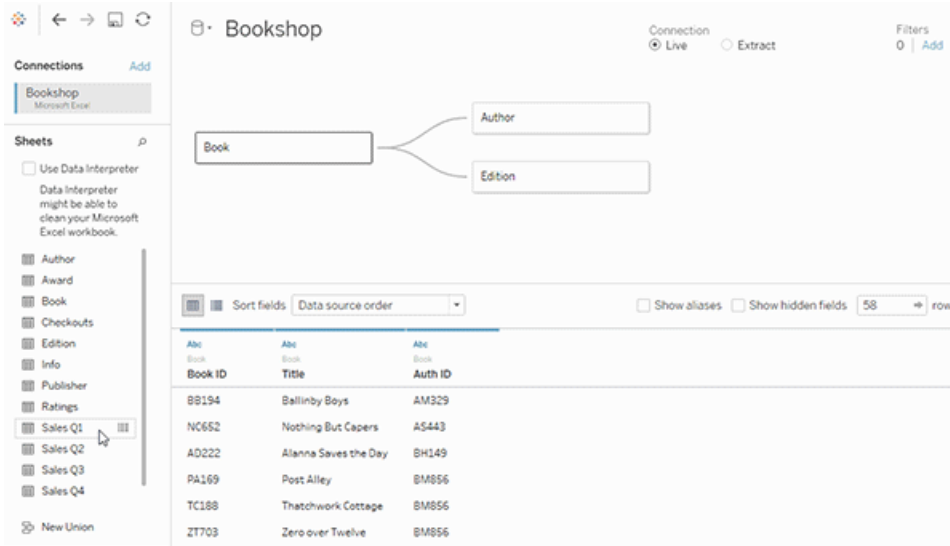 Bookshop
Connection
Live
Extract
Filters
0
Add
Connections
Add
Bookshop
Microsoft Excel
Sheets
Use Data Interpreter
Data Interpreter
might be able to
clean your Microsoft
Excel workbook.
Author
Award
Book
Checkouts
Edition
Info
Publisher
Ratings
Sales Q1
Sales Q2
Sales Q3
Sales Q4
New Union
Book
Author
Edition
Sort fields
Data source order
Show aliases
Show hidden fields
58
row
Abc Abc Abc
Book Book Book
Book ID Title Auth ID
BB194 Ballinby Boys AM329
NC652 Nothing But Capers AS443
AD222 Alanna Saves the Day BH149
PA169 Post Alley BM856
TC188 Thatchwork Cottage BM856
ZT703 Zero over Twelve BM856